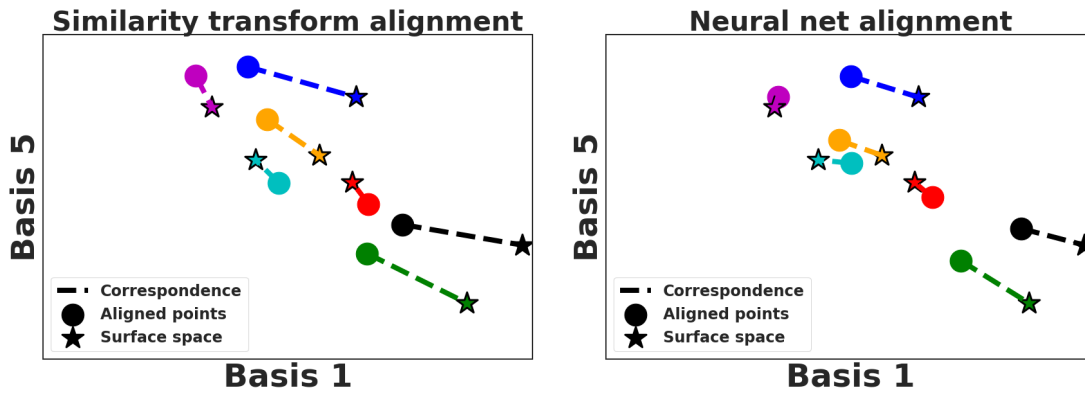 Similarity transform alignment
Basis 5
Correspondence
Aligned points
Surface space
Basis 1
Neural net alignment
Basis 5
Correspondence
Aligned points
Surface space
Basis 1